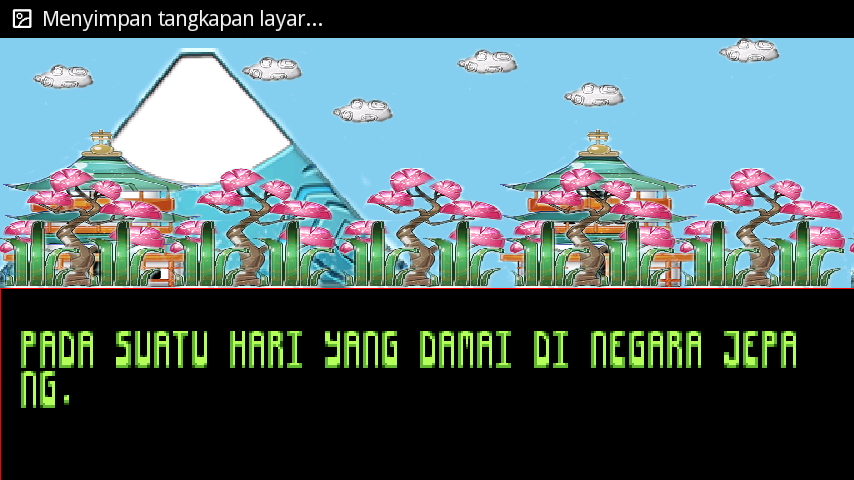 Menyimpan tangkapan layar...
PADA SUATU HARI YANG DAMAI DI NEGARA JEPA
NG.